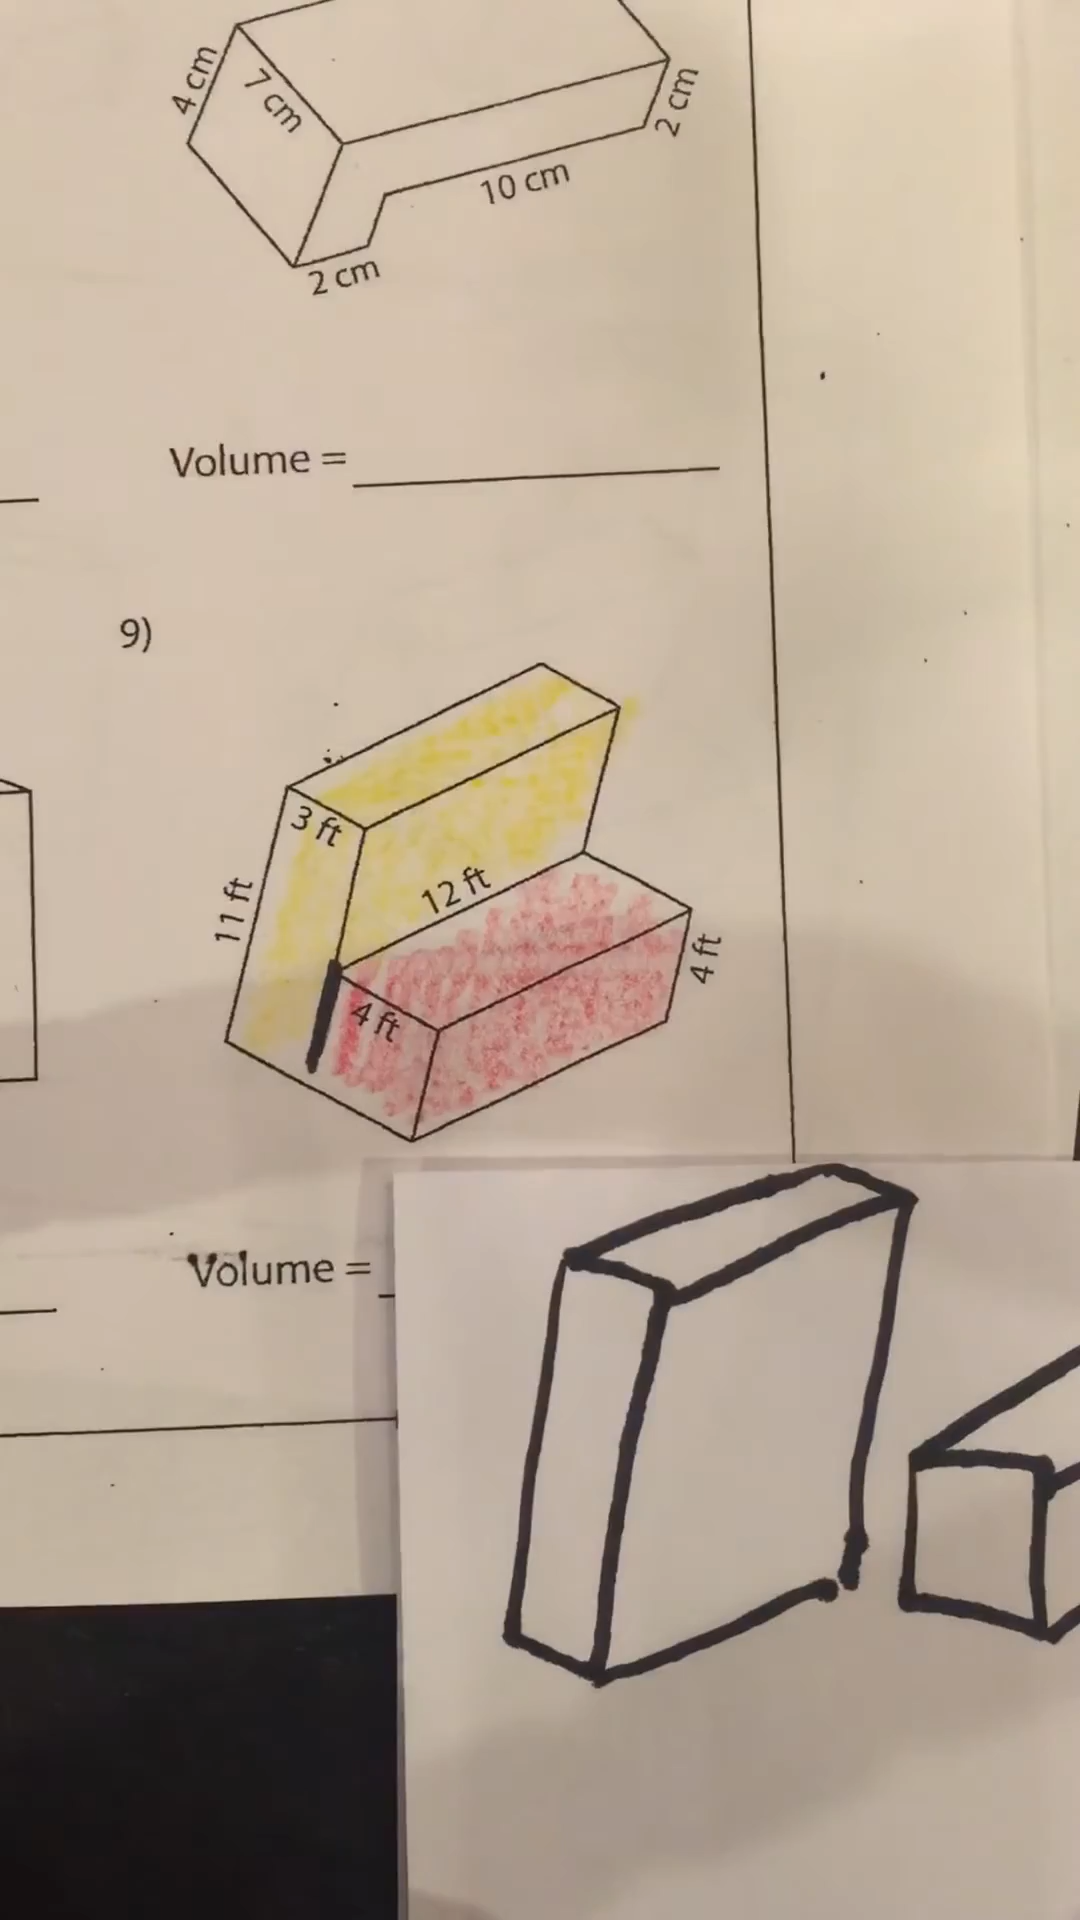 4 cm
7 cm
2 cm
10 cm
2 cm
Volume =
9)
3 ft
11 ft
12 ft
4 ft
4 ft
Volume =